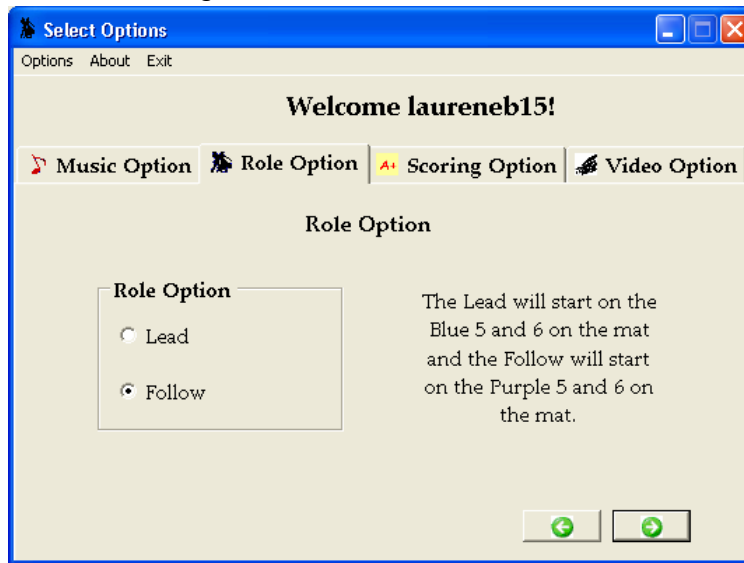 Select Options
Options About Exit
Welcome laureneb15!
Music Option Role Option A+ Scoring Option Video Option
Role Option
Role Option
Lead
Follow
The Lead will start on the
Blue 5 and 6 on the mat
and the Follow will start
on the Purple 5 and 6 on
the mat.